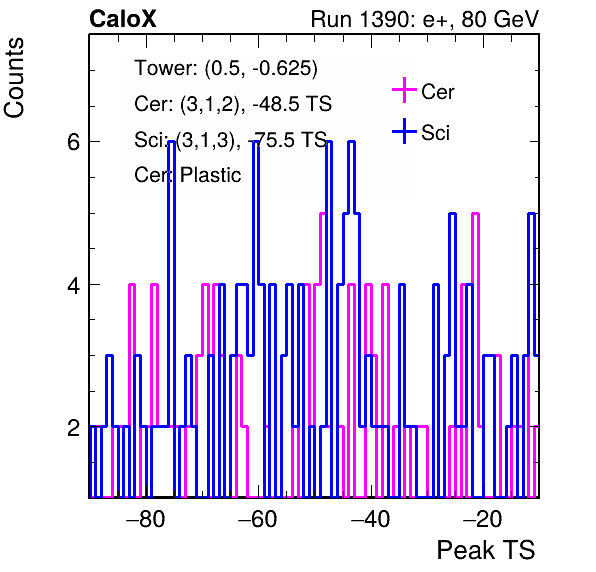 CaloX Run 1390: e+, 80 GeV
Counts
Tower: (0.5, -0.625)
Cer: (3,1,2), -48.5 TS
Sci: (3,1,3), -75.5 TS
Cer: Plastic
Cer
Sci
6
4
2
−80 −60 −40 −20
Peak TS